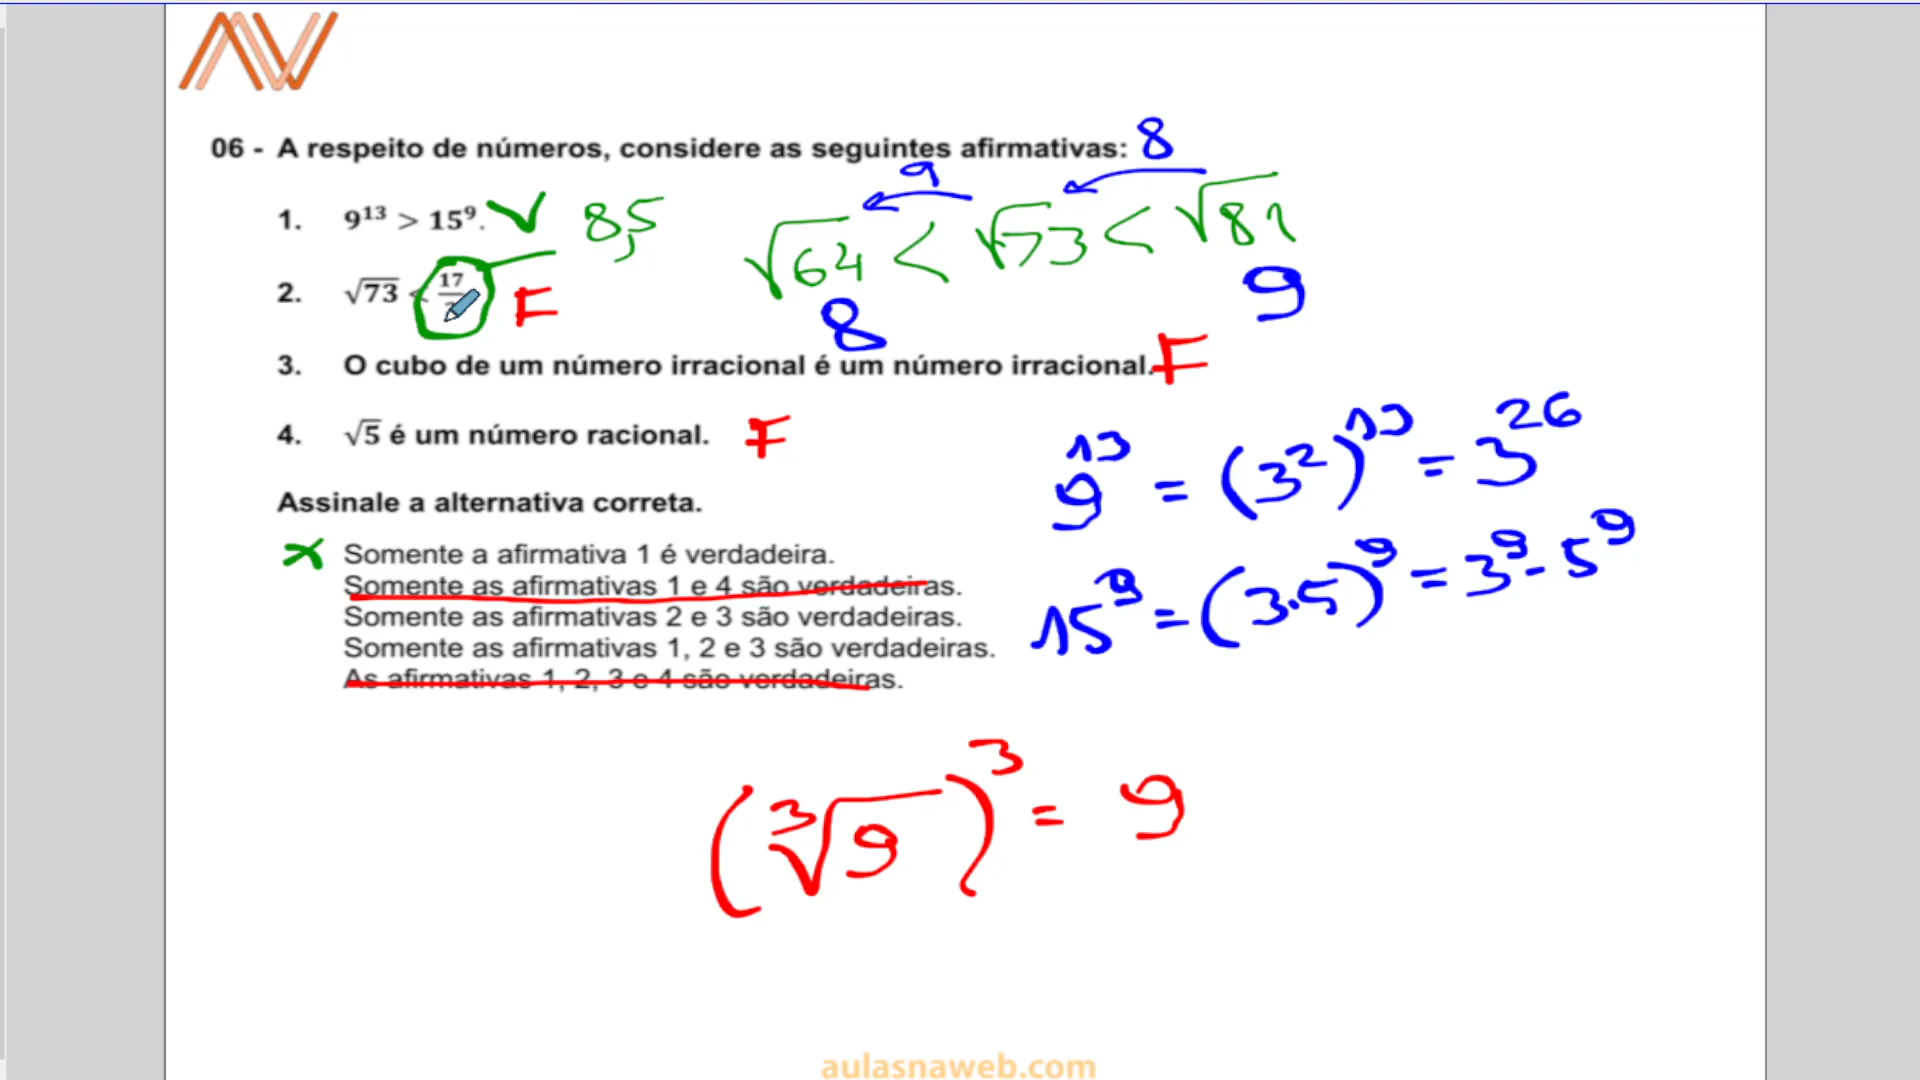 06 - A respeito de números, considere as seguintes afirmativas: 8
9
1. 9¹³ > 15⁹. V 8,5 √64 < √73 < √81
2. √73 < 17 F 8 9
3. O cubo de um número irracional é um número irracional. F
4. √5 é um número racional. F
9¹³ = (3²)¹³ = 3²⁶
Assinale a alternativa correta.
x Somente a afirmativa 1 é verdadeira.
Somente as afirmativas 1 e 4 são verdadeiras.
15⁹ = (3.5)⁹ = 3⁹ . 5⁹
Somente as afirmativas 2 e 3 são verdadeiras.
Somente as afirmativas 1, 2 e 3 são verdadeiras.
As afirmativas 1, 2, 3 e 4 são verdadeiras.
(∛9)³ = 9
aulasnaweb.com